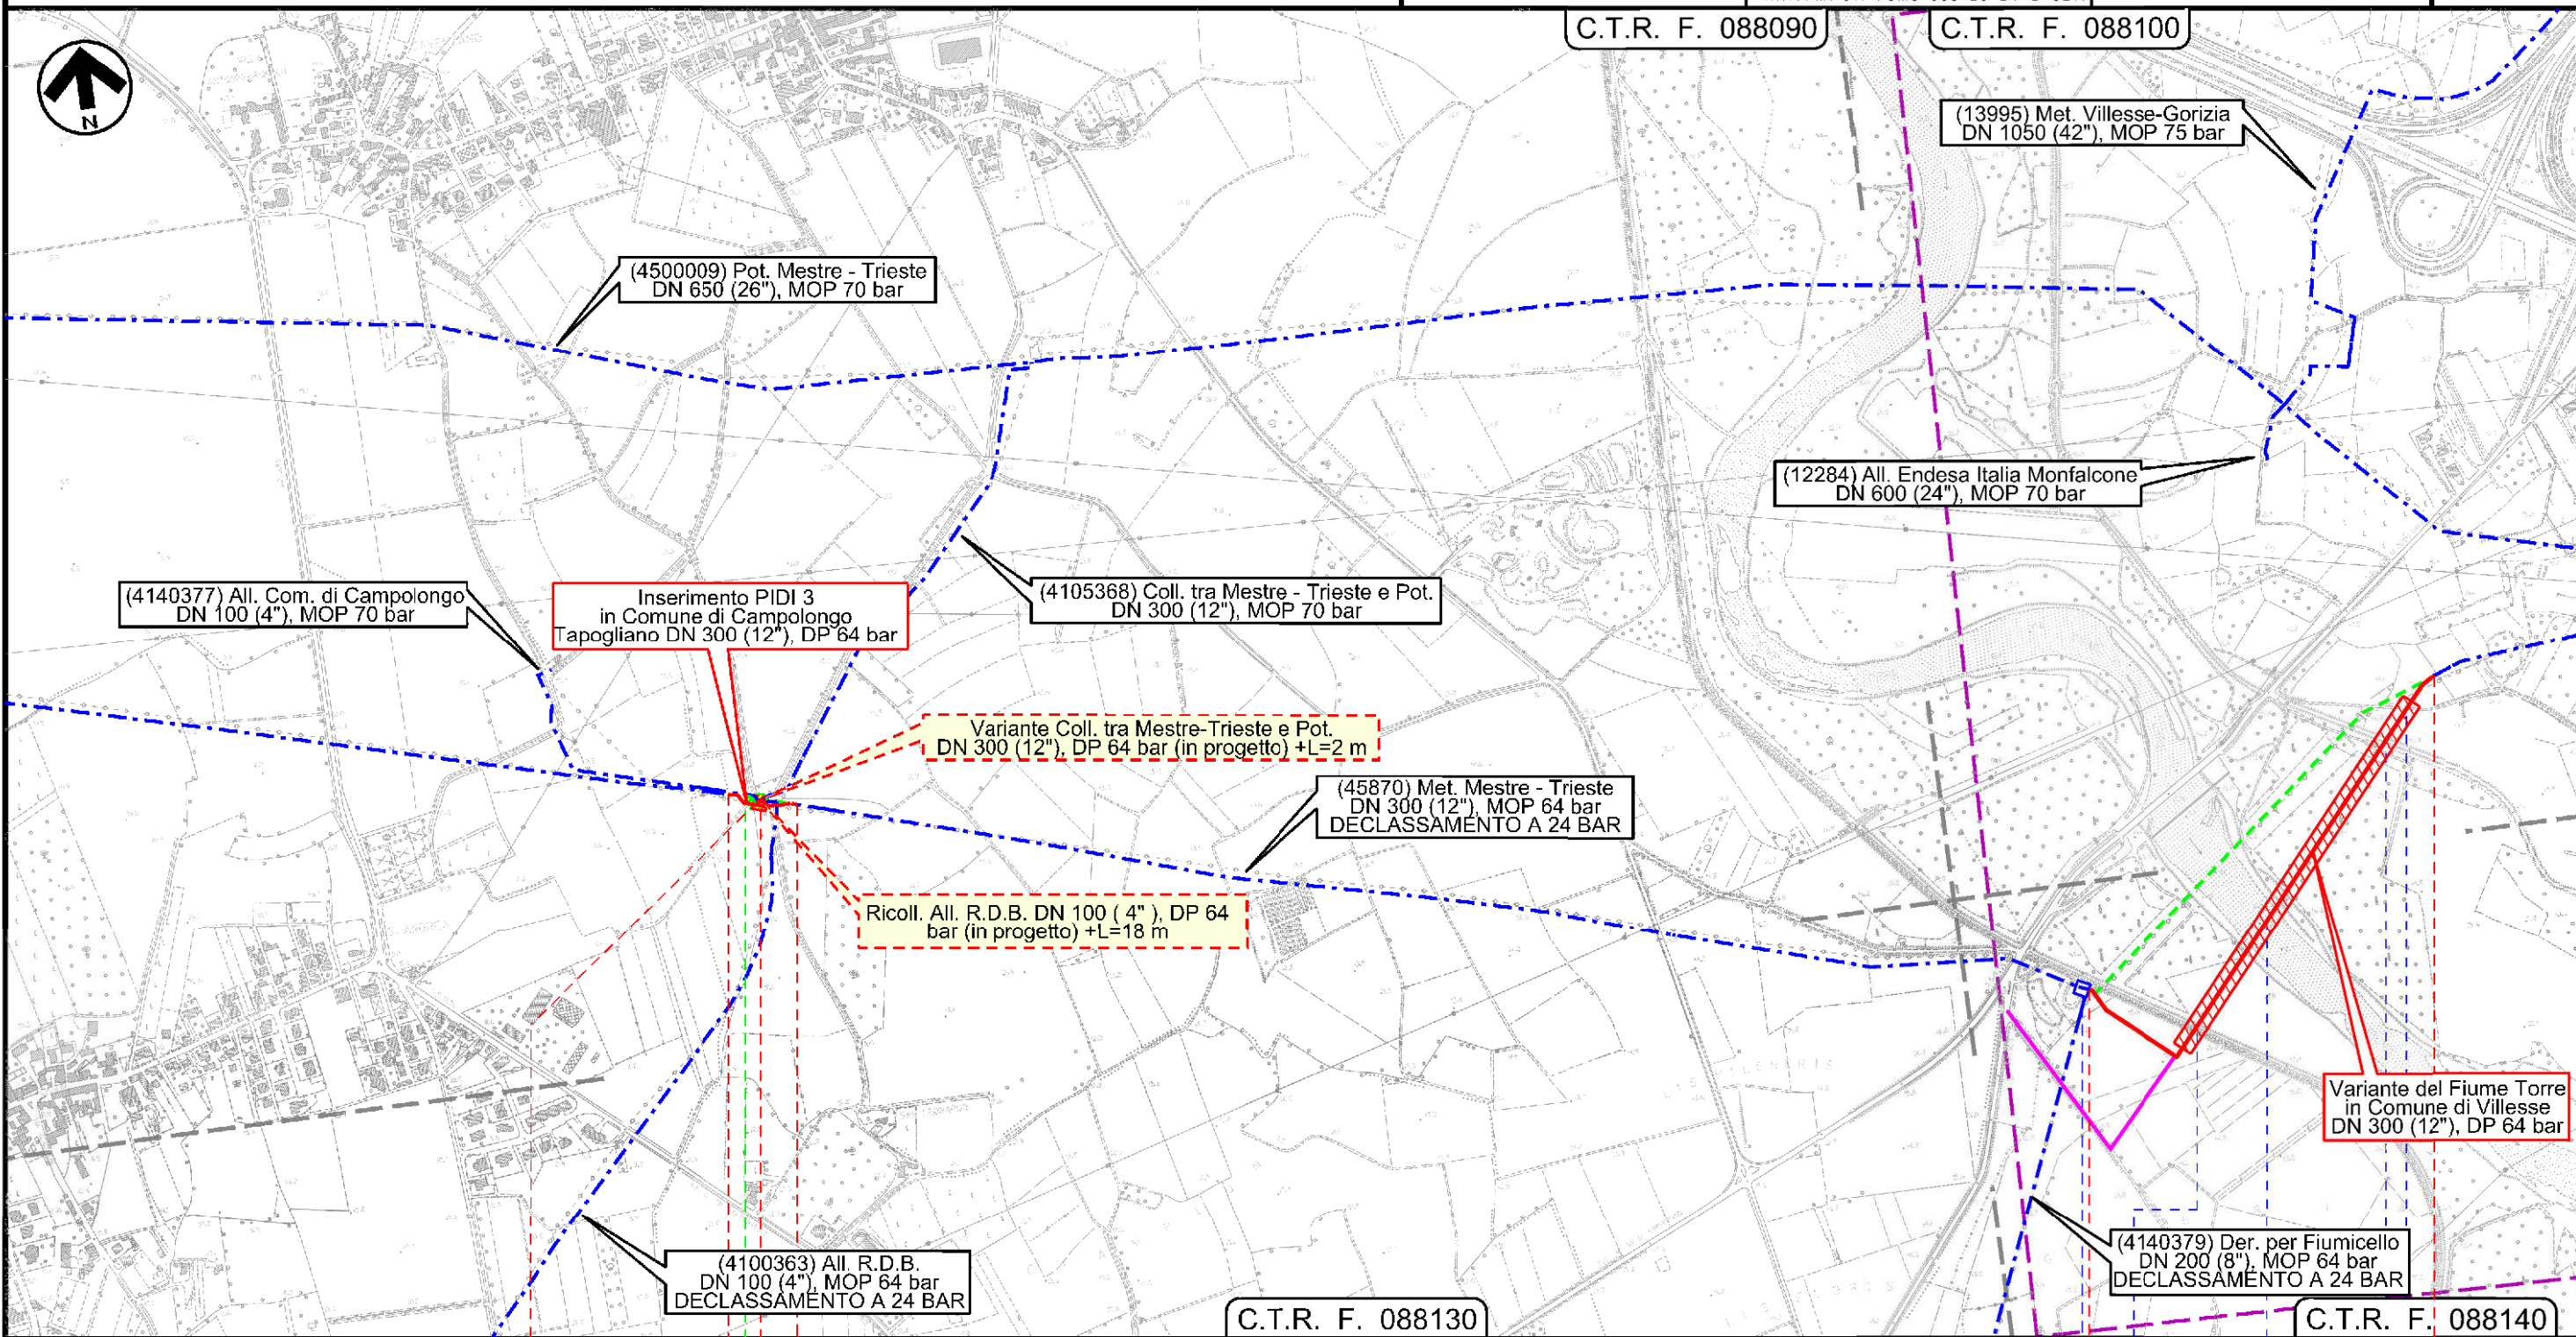 C.T.R. F. 088090
C.T.R. F. 088100
N
(13995) Met. Villesse-Gorizia
DN 1050 (42"), MOP 75 bar
(4500009) Pot. Mestre - Trieste
DN 650 (26"), MOP 70 bar
(12284) All. Endesa Italia Monfalcone
DN 600 (24"), MOP 70 bar
(4140377) All. Com. di Campolongo
DN 100 (4"), MOP 70 bar
Inserimento PIDI 3
in Comune di Campolongo
Tapogliano DN 300 (12"), DP 64 bar
(4105368) Coll. tra Mestre - Trieste e Pot.
DN 300 (12"), MOP 70 bar
Variante Coll. tra Mestre-Trieste e Pot.
DN 300 (12"), DP 64 bar (in progetto) +L=2 m
(45870) Met. Mestre - Trieste
DN 300 (12"), MOP 64 bar
DECLASSAMENTO A 24 BAR
Ricoll. All. R.D.B. DN 100 ( 4" ), DP 64
bar (in progetto) +L=18 m
Variante del Fiume Torre
in Comune di Villesse
DN 300 (12"), DP 64 bar
(4100363) All. R.D.B.
DN 100 (4"), MOP 64 bar
DECLASSAMENTO A 24 BAR
(4140379) Der. per Fiumicello
DN 200 (8"), MOP 64 bar
DECLASSAMENTO A 24 BAR
C.T.R. F. 088130
C.T.R. F. 088140